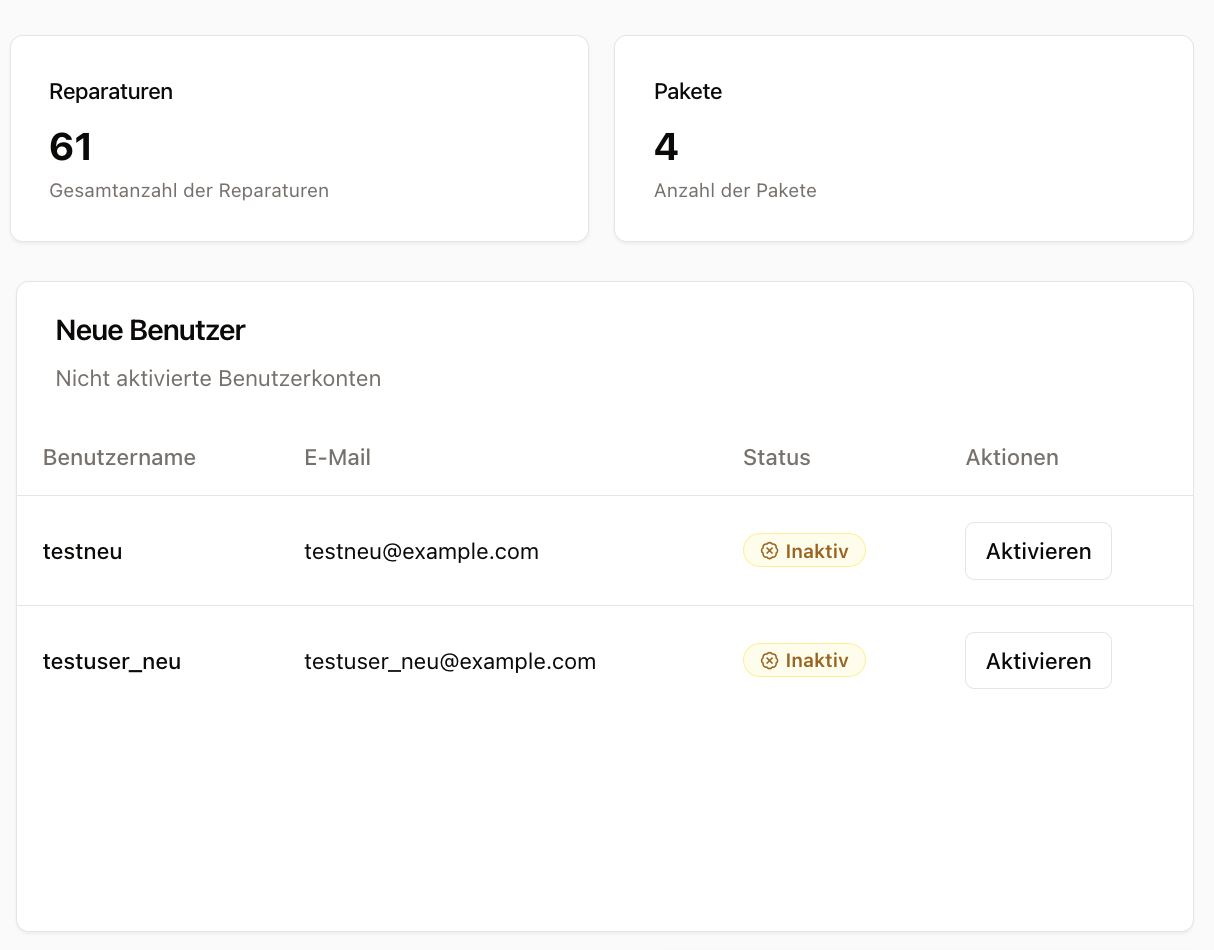 Reparaturen
61
Gesamtanzahl der Reparaturen
Pakete
4
Anzahl der Pakete
Neue Benutzer
Nicht aktivierte Benutzerkonten
Benutzername E-Mail Status Aktionen
testneu testneu@example.com Inaktiv Aktivieren
testuser_neu testuser_neu@example.com Inaktiv Aktivieren